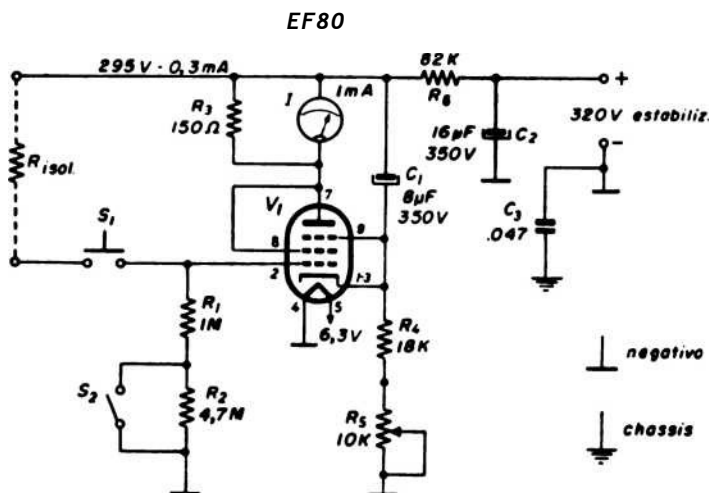 EF80
295V - 0,3mA
82K
R6
+
R3
150Ω
I
1mA
16µF
350V
C2
320V estabiliz.
-
Risol.
C1
8µF
350V
7
V1
9
8
C3
.047
S1
2
1-3
4
5
6,3V
R1
1M
R4
18K
negativo
S2
R2
4,7M
R5
10K
chassis